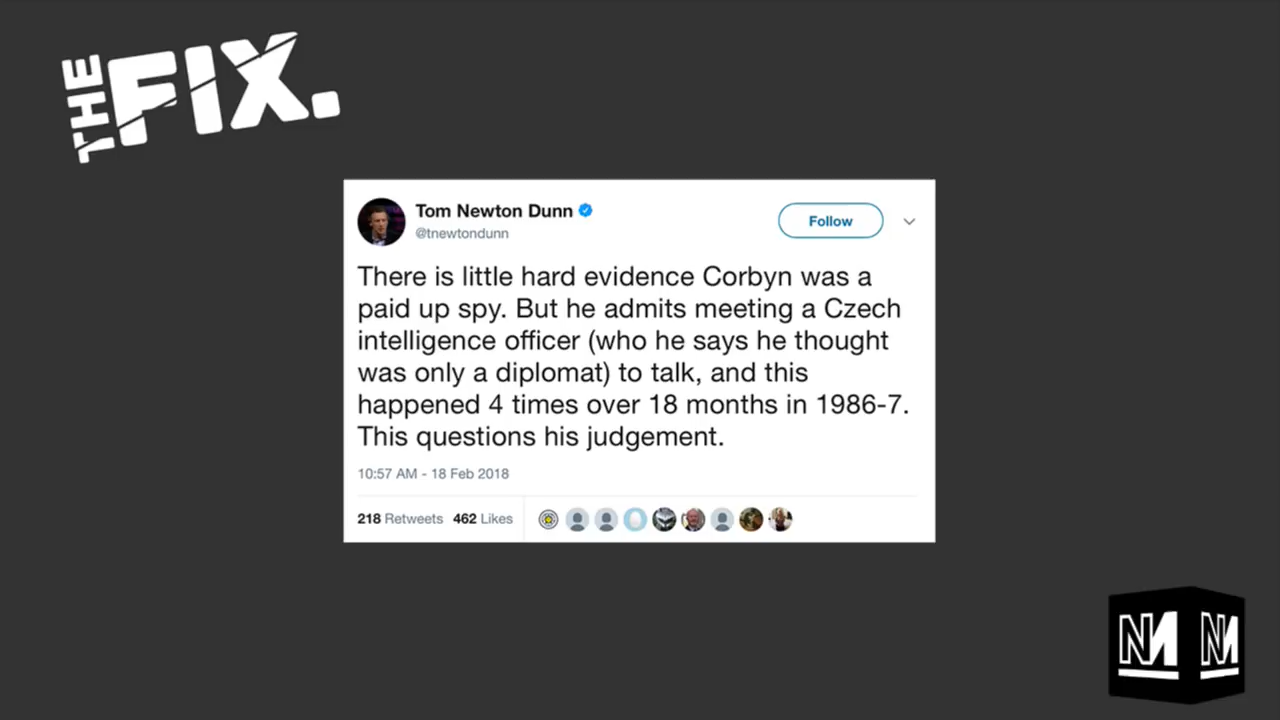 THE FIX.
Tom Newton Dunn
@tnewtondunn
Follow
There is little hard evidence Corbyn was a
paid up spy. But he admits meeting a Czech
intelligence officer (who he says he thought
was only a diplomat) to talk, and this
happened 4 times over 18 months in 1986-7.
This questions his judgement.
10:57 AM - 18 Feb 2018
218 Retweets 462 Likes
NM NM